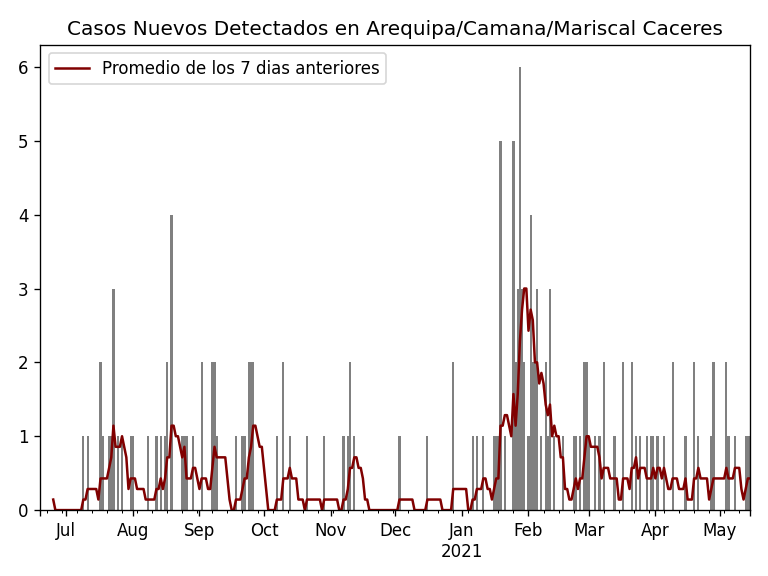 Casos Nuevos Detectados en Arequipa/Camana/Mariscal Caceres
Promedio de los 7 dias anteriores
6
5
4
3
2
1
0
Jul Aug Sep Oct Nov Dec Jan Feb Mar Apr May
2021